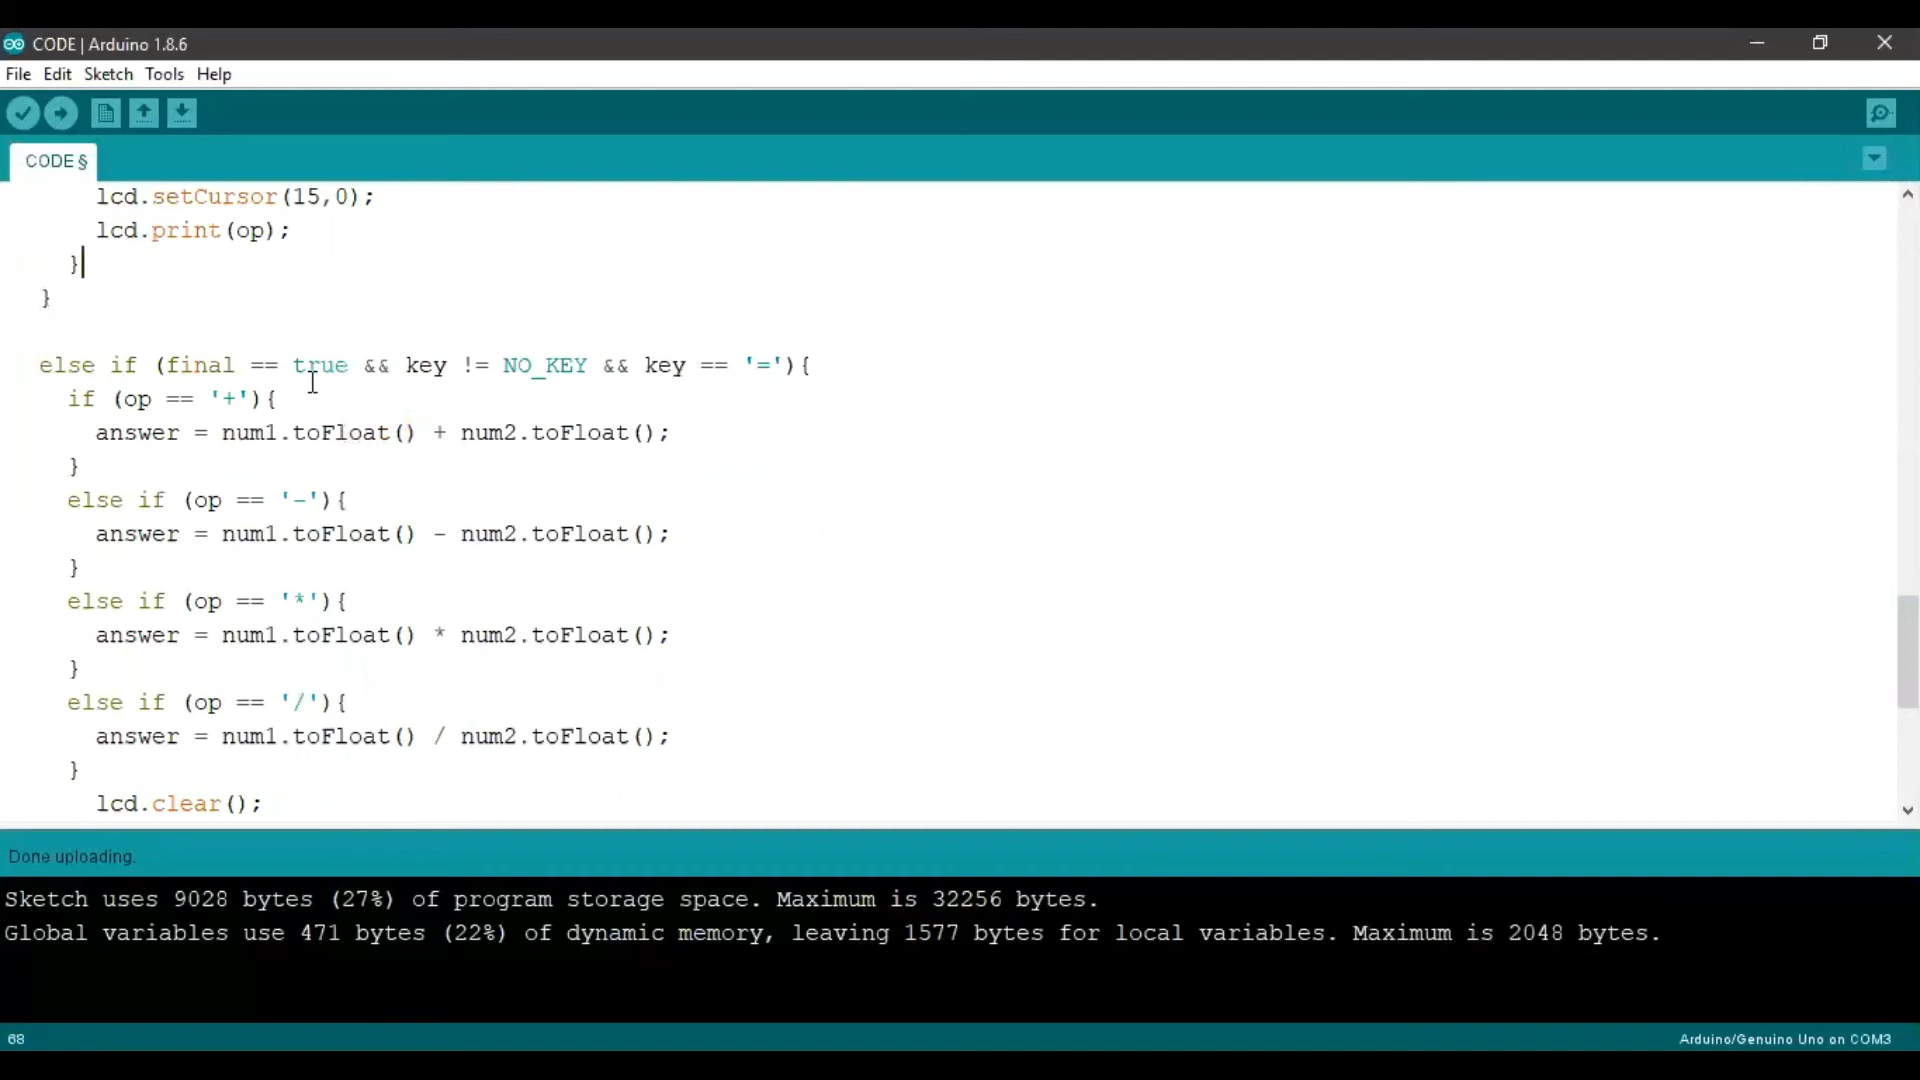 CODE | Arduino 1.8.6
File Edit Sketch Tools Help
CODE §
lcd.setCursor(15,0);
lcd.print(op);
}
}
else if (final == true && key != NO_KEY && key == '='){
if (op == '+'){
answer = num1.toFloat() + num2.toFloat();
}
else if (op == '-'){
answer = num1.toFloat() - num2.toFloat();
}
else if (op == '*'){
answer = num1.toFloat() * num2.toFloat();
}
else if (op == '/'){
answer = num1.toFloat() / num2.toFloat();
}
lcd.clear();
Done uploading.
Sketch uses 9028 bytes (27%) of program storage space. Maximum is 32256 bytes.
Global variables use 471 bytes (22%) of dynamic memory, leaving 1577 bytes for local variables. Maximum is 2048 bytes.
68
Arduino/Genuino Uno on COM3